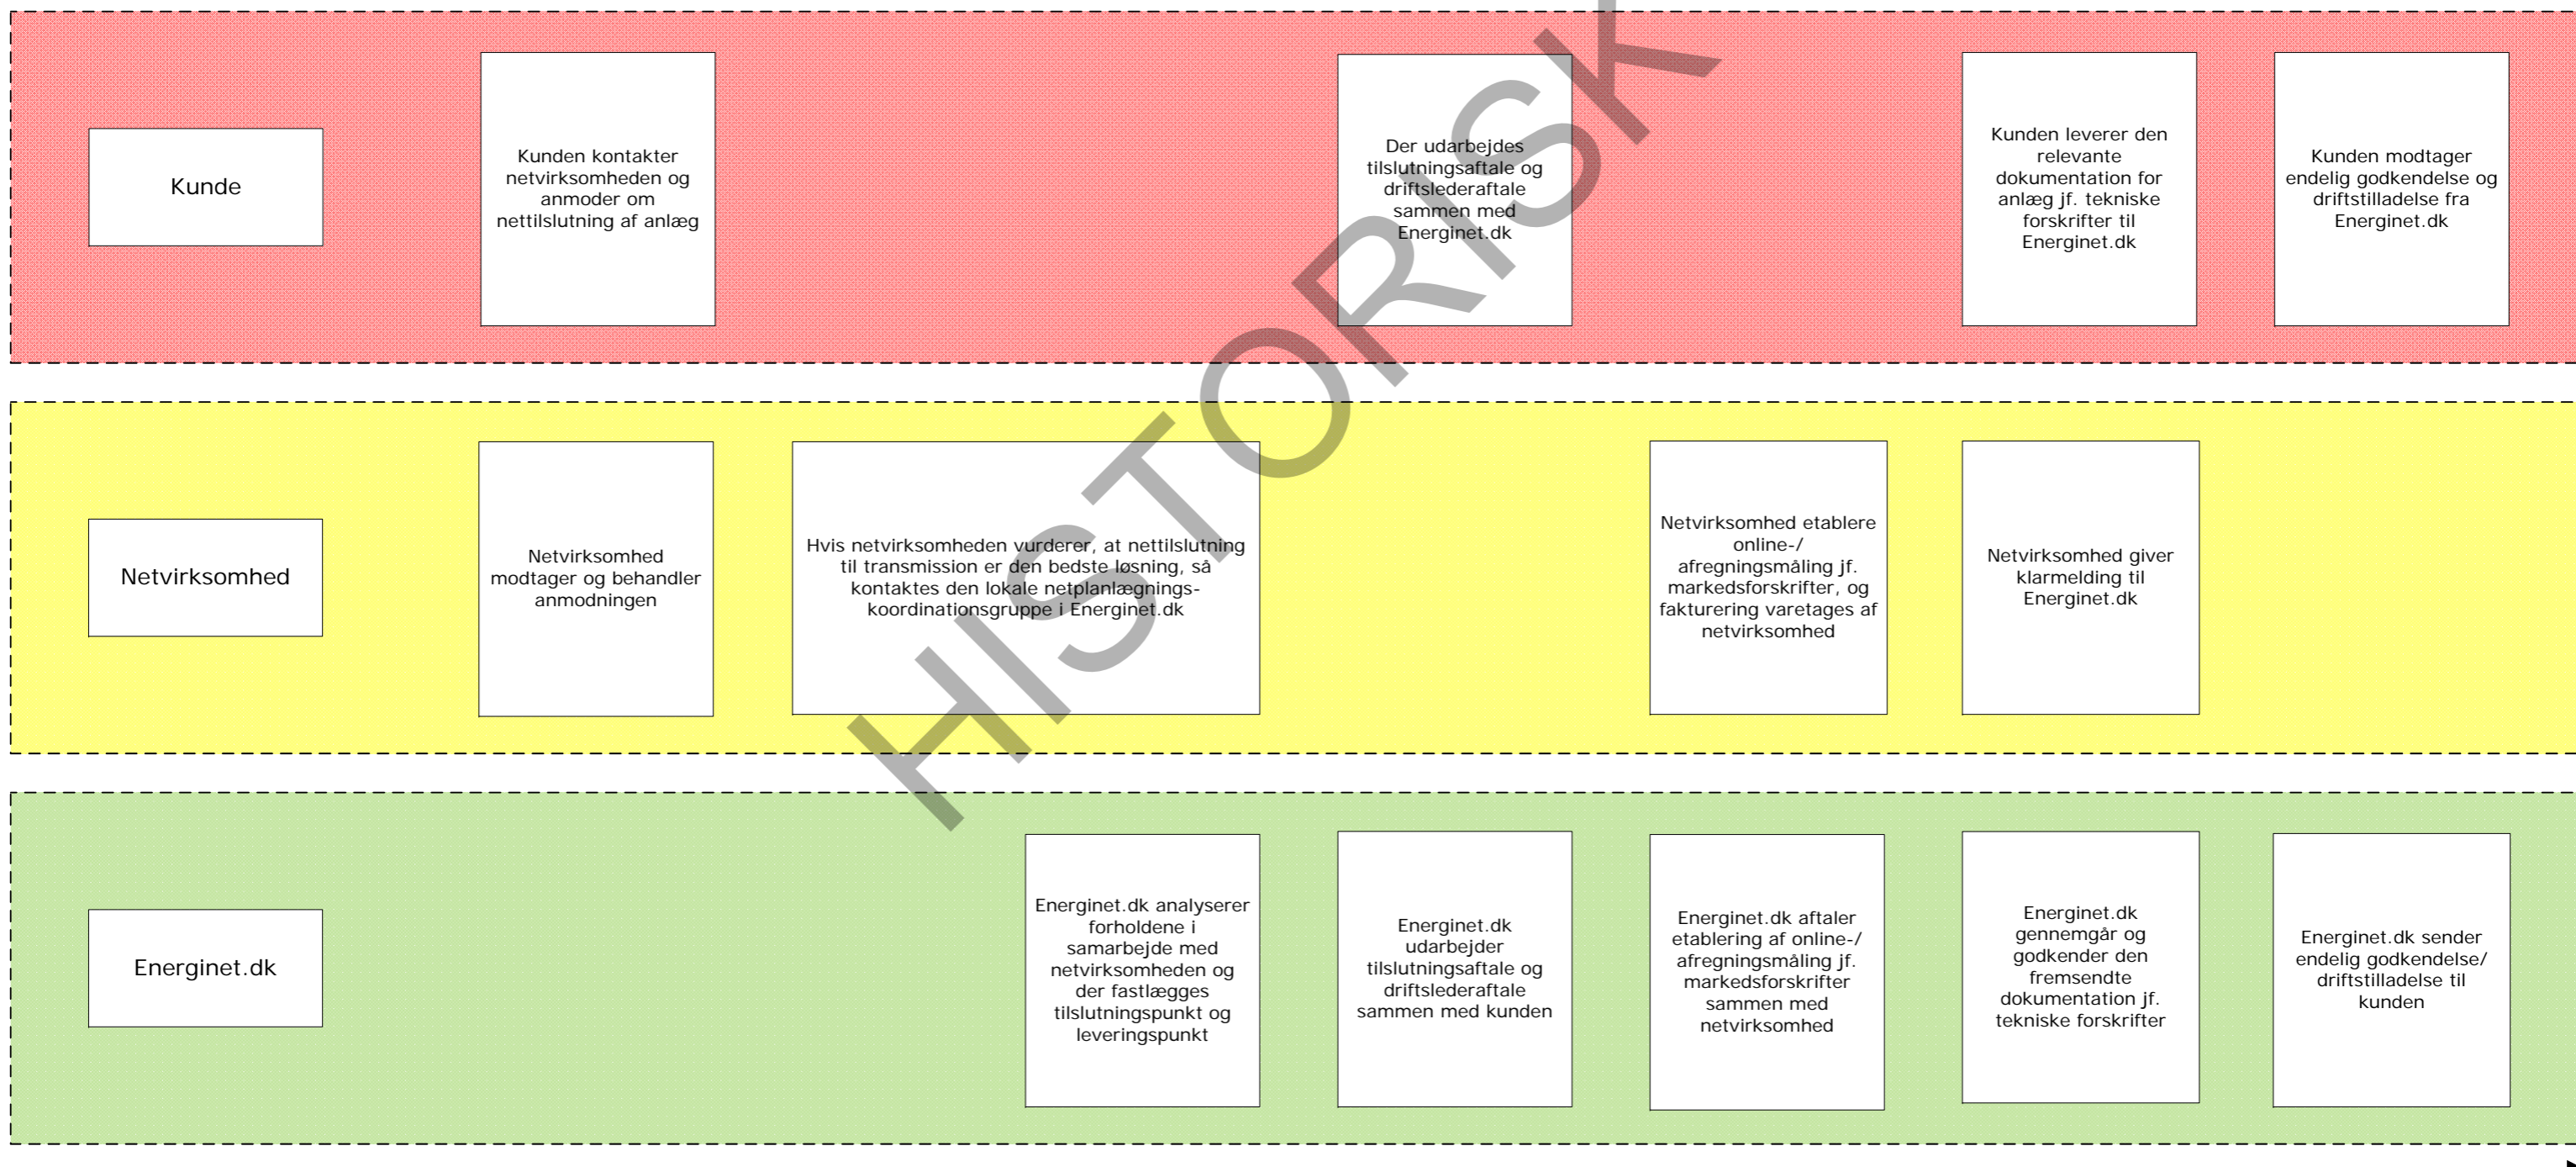 Kunde
Kunden kontakter
netvirksomheden og
anmoder om
nettilslutning af anlæg
Der udarbejdes
tilslutningsaftale og
driftslederaftale
sammen med
Energinet.dk
Kunden leverer den
relevante
dokumentation for
anlæg jf. tekniske
forskrifter til
Energinet.dk
Kunden modtager
endelig godkendelse og
driftstilladelse fra
Energinet.dk
Netvirksomhed
Netvirksomhed
modtager og behandler
anmodningen
Hvis netvirksomheden vurderer, at nettilslutning
til transmission er den bedste løsning, så
kontaktes den lokale netplanlægnings-
koordinationsgruppe i Energinet.dk
Netvirksomhed etablere
online-/
afregningsmåling jf.
markedsforskrifter, og
fakturering varetages af
netvirksomhed
Netvirksomhed giver
klarmelding til
Energinet.dk
Energinet.dk
Energinet.dk analyserer
forholdene i
samarbejde med
netvirksomheden og
der fastlægges
tilslutningspunkt og
leveringspunkt
Energinet.dk
udarbejder
tilslutningsaftale og
driftslederaftale
sammen med kunden
Energinet.dk aftaler
etablering af online-/
afregningsmåling jf.
markedsforskrifter
sammen med
netvirksomhed
Energinet.dk
gennemgår og
godkender den
fremsendte
dokumentation jf.
tekniske forskrifter
Energinet.dk sender
endelig godkendelse/
driftstilladelse til
kunden
HISTORISK